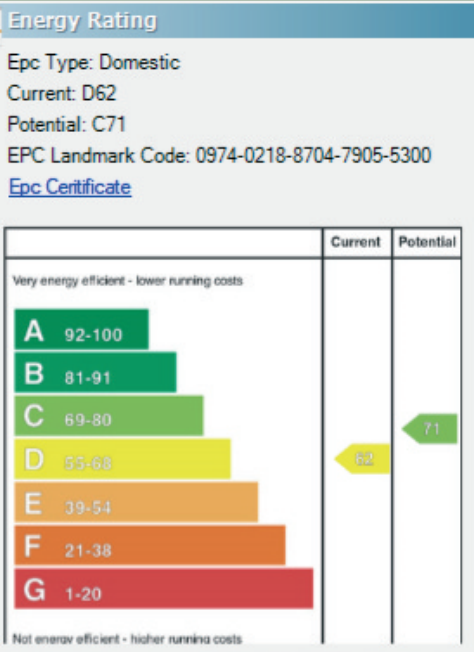 Energy Rating
Epc Type: Domestic
Current: D62
Potential: C71
EPC Landmark Code: 0974-0218-8704-7905-5300
Epc Ceritificate
Current Potential
Very energy efficient - lower running costs
A 92-100
B 81-91
C 69-80
71
D 55-68
62
E 39-54
F 21-38
G 1-20
Not energy efficient - higher running costs